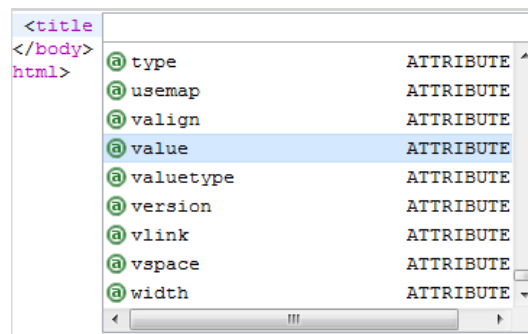 <title
</body>
html>
@ type ATTRIBUTE
@ usemap ATTRIBUTE
@ valign ATTRIBUTE
@ value ATTRIBUTE
@ valuetype ATTRIBUTE
@ version ATTRIBUTE
@ vlink ATTRIBUTE
@ vspace ATTRIBUTE
@ width ATTRIBUTE